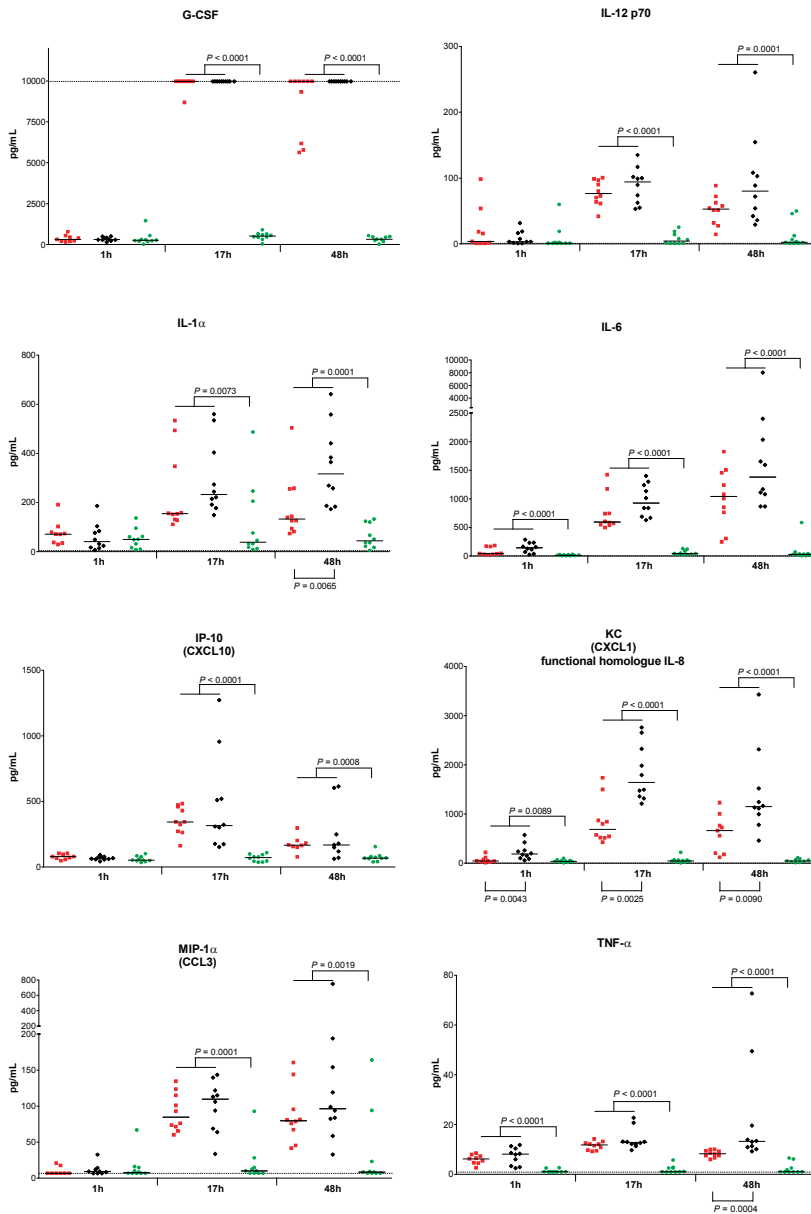 G-CSF
P < 0.0001
P < 0.0001
10000
7500
5000
2500
0
pg/mL
1h
17h
48h
IL-12 p70
P = 0.0001
P < 0.0001
300
200
100
0
pg/mL
1h
17h
48h
IL-1α
P = 0.0073
P = 0.0001
800
600
400
200
0
pg/mL
1h
17h
48h
P = 0.0065
IL-6
P < 0.0001
P < 0.0001
P < 0.0001
10000
8000
6000
4000
2500
2000
1500
1000
500
0
pg/mL
1h
17h
48h
IP-10
(CXCL10)
P < 0.0001
P = 0.0008
1500
1000
500
0
pg/mL
1h
17h
48h
KC
(CXCL1)
functional homologue IL-8
P < 0.0001
P < 0.0001
P = 0.0089
4000
3000
2000
1000
0
pg/mL
1h
17h
48h
P = 0.0043
P = 0.0025
P = 0.0090
MIP-1α
(CCL3)
P = 0.0019
P = 0.0001
800
700
600
500
400
300
200
200
150
100
50
0
pg/mL
1h
17h
48h
TNF-α
P < 0.0001
P < 0.0001
P < 0.0001
80
60
40
20
0
pg/mL
1h
17h
48h
P = 0.0004